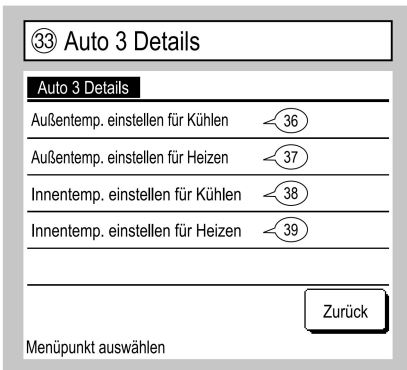 ㉝ Auto 3 Details
Auto 3 Details
Außentemp. einstellen für Kühlen 36
Außentemp. einstellen für Heizen 37
Innentemp. einstellen für Kühlen 38
Innentemp. einstellen für Heizen 39
Zurück
Menüpunkt auswählen